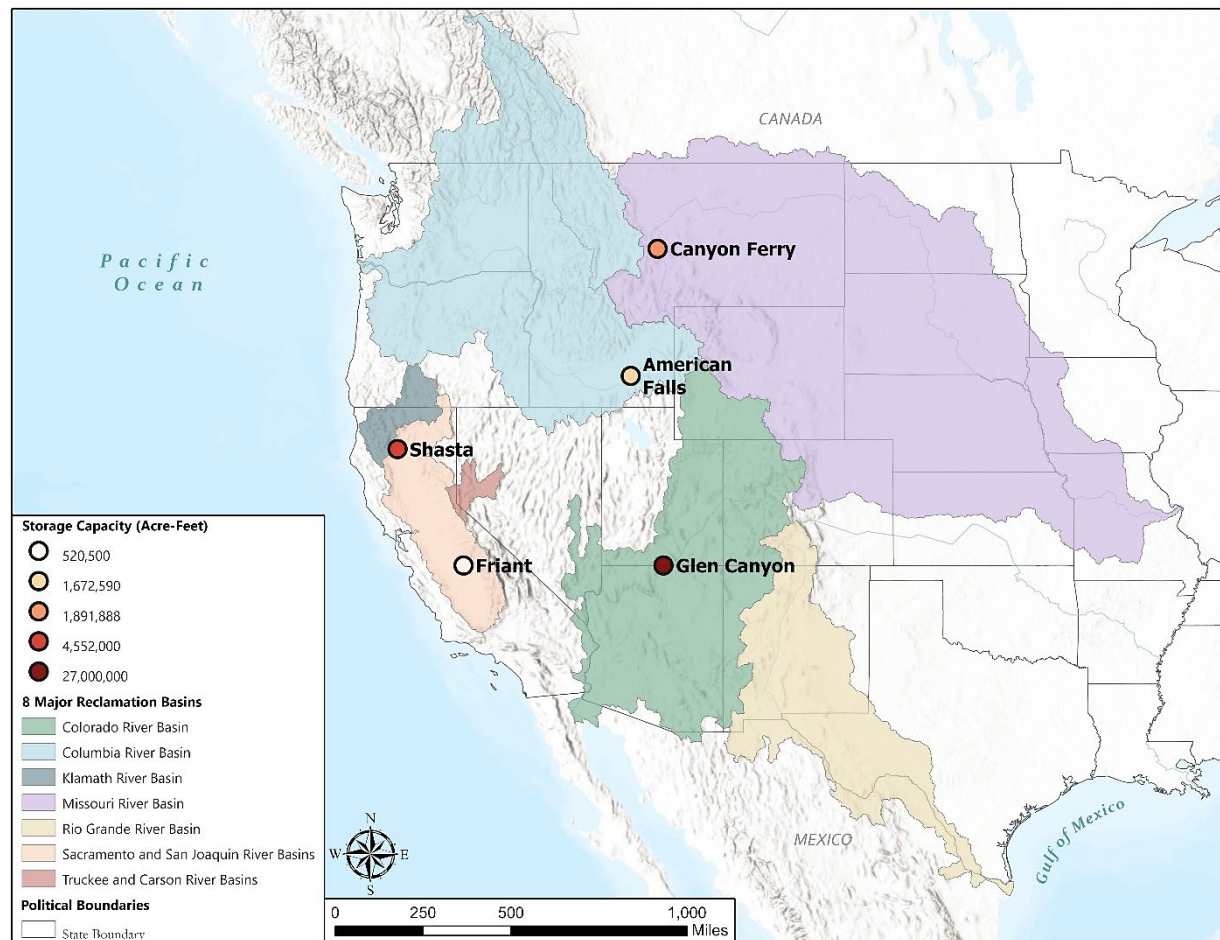 CANADA
Pacific
Ocean
Canyon Ferry
American
Falls
Shasta
Friant
Glen Canyon
MEXICO
Gulf of Mexico
Storage Capacity (Acre-Feet)
520,500
1,672,590
1,891,888
4,552,000
27,000,000
8 Major Reclamation Basins
Colorado River Basin
Columbia River Basin
Klamath River Basin
Missouri River Basin
Rio Grande River Basin
Sacramento and San Joaquin River Basins
Truckee and Carson River Basins
Political Boundaries
State Boundary
N
W E
S
0 250 500 1,000
Miles